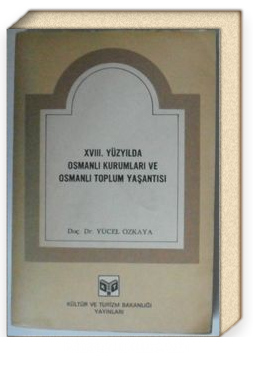 XVIII. YÜZYILDA
OSMANLI KURUMLARI VE
OSMANLI TOPLUM YAŞANTISI
Doç. Dr. YÜCEL ÖZKAYA
KÜLTÜR VE TURİZM BAKANLIĞI
YAYINLARI